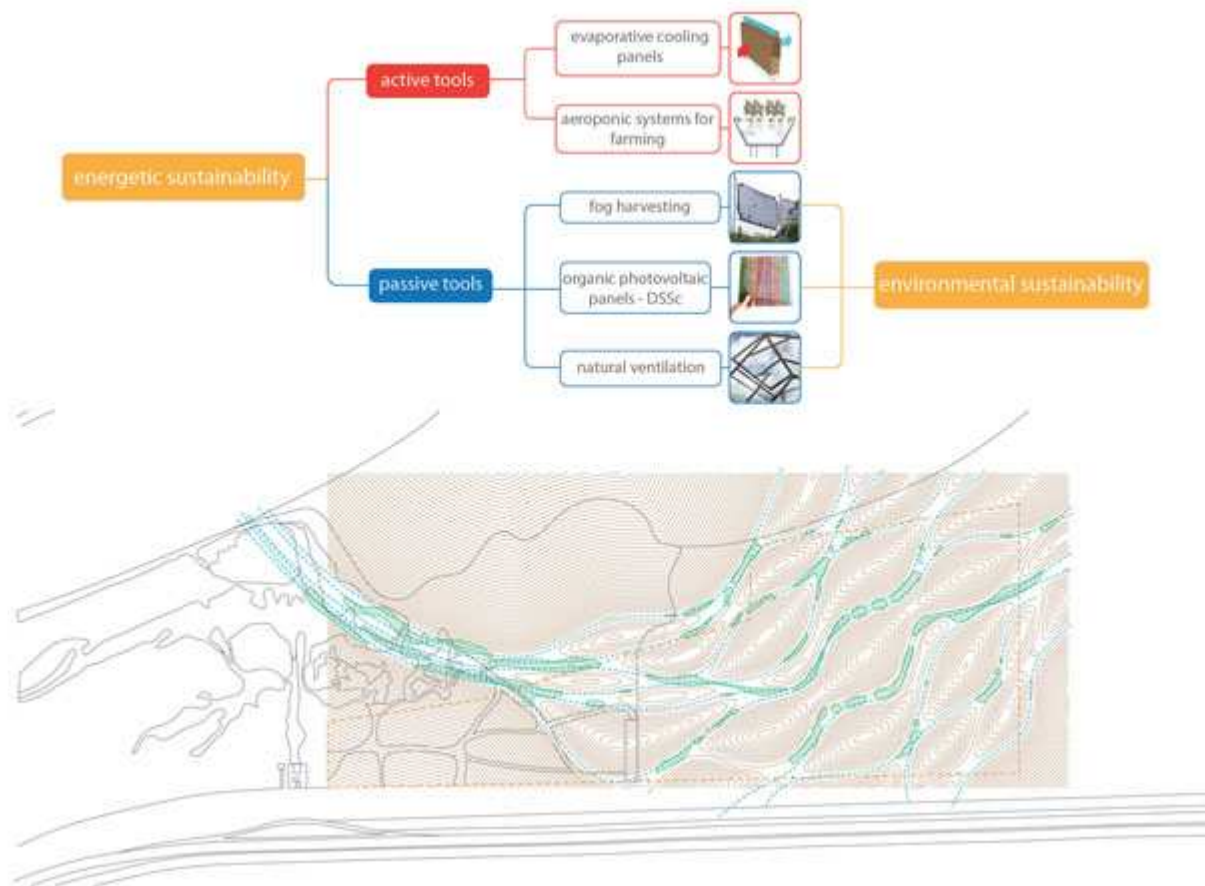 evaporative cooling
panels
active tools
aeroponic systems for
farming
energetic sustainability
fog harvesting
passive tools
organic photovoltaic
panels - DSSc
environmental sustainability
natural ventilation